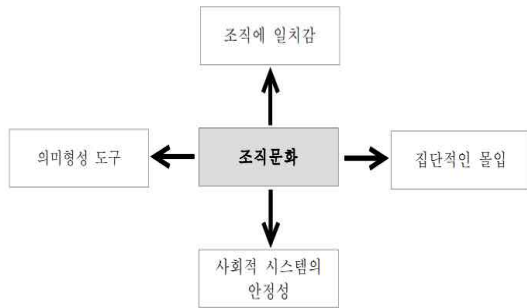 조직에 일치감
의미형성 도구
조직문화
집단적인 몰입
사회적 시스템의
안정성